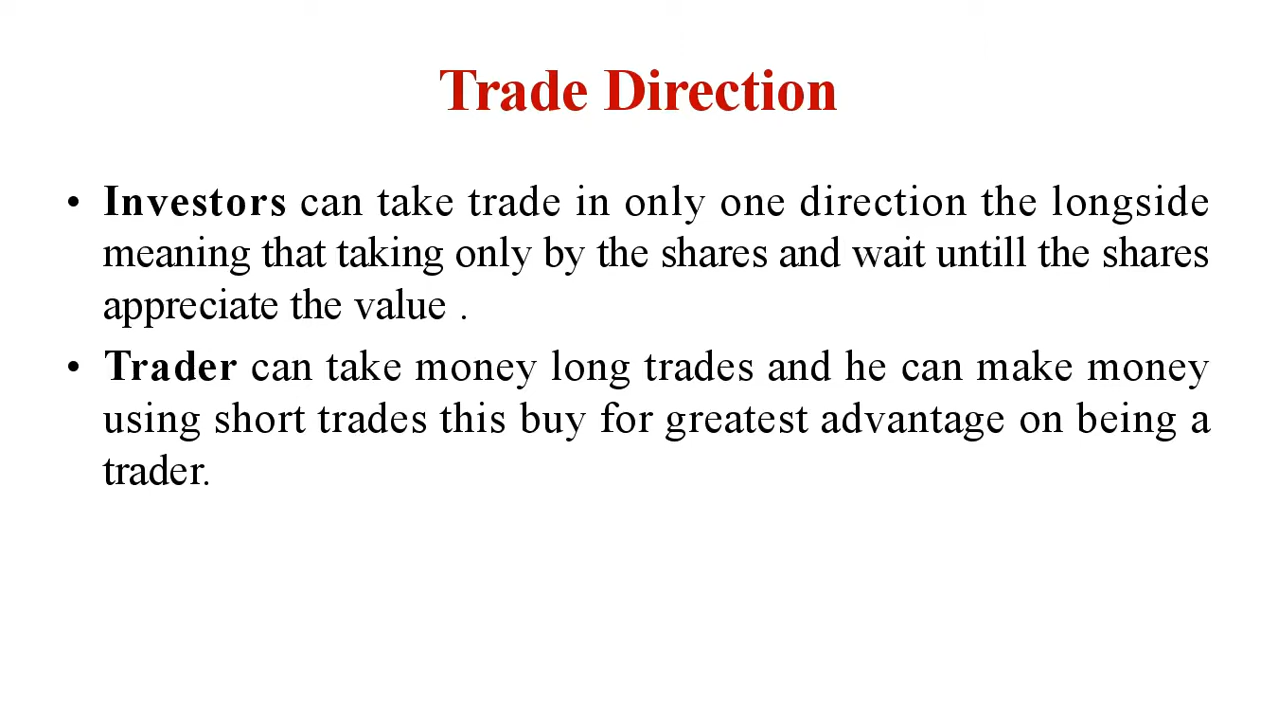 Trade Direction
• Investors can take trade in only one direction the longside
meaning that taking only by the shares and wait untill the shares
appreciate the value .
• Trader can take money long trades and he can make money
using short trades this buy for greatest advantage on being a
trader.